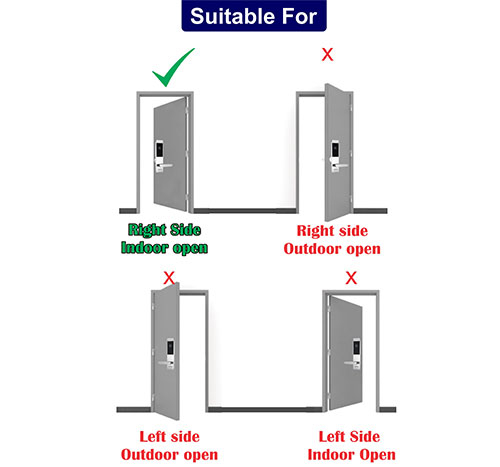 Suitable For
X
Right Side
Indoor open
Right side
Outdoor open
X
X
Left side
Outdoor open
Left Side
Indoor Open